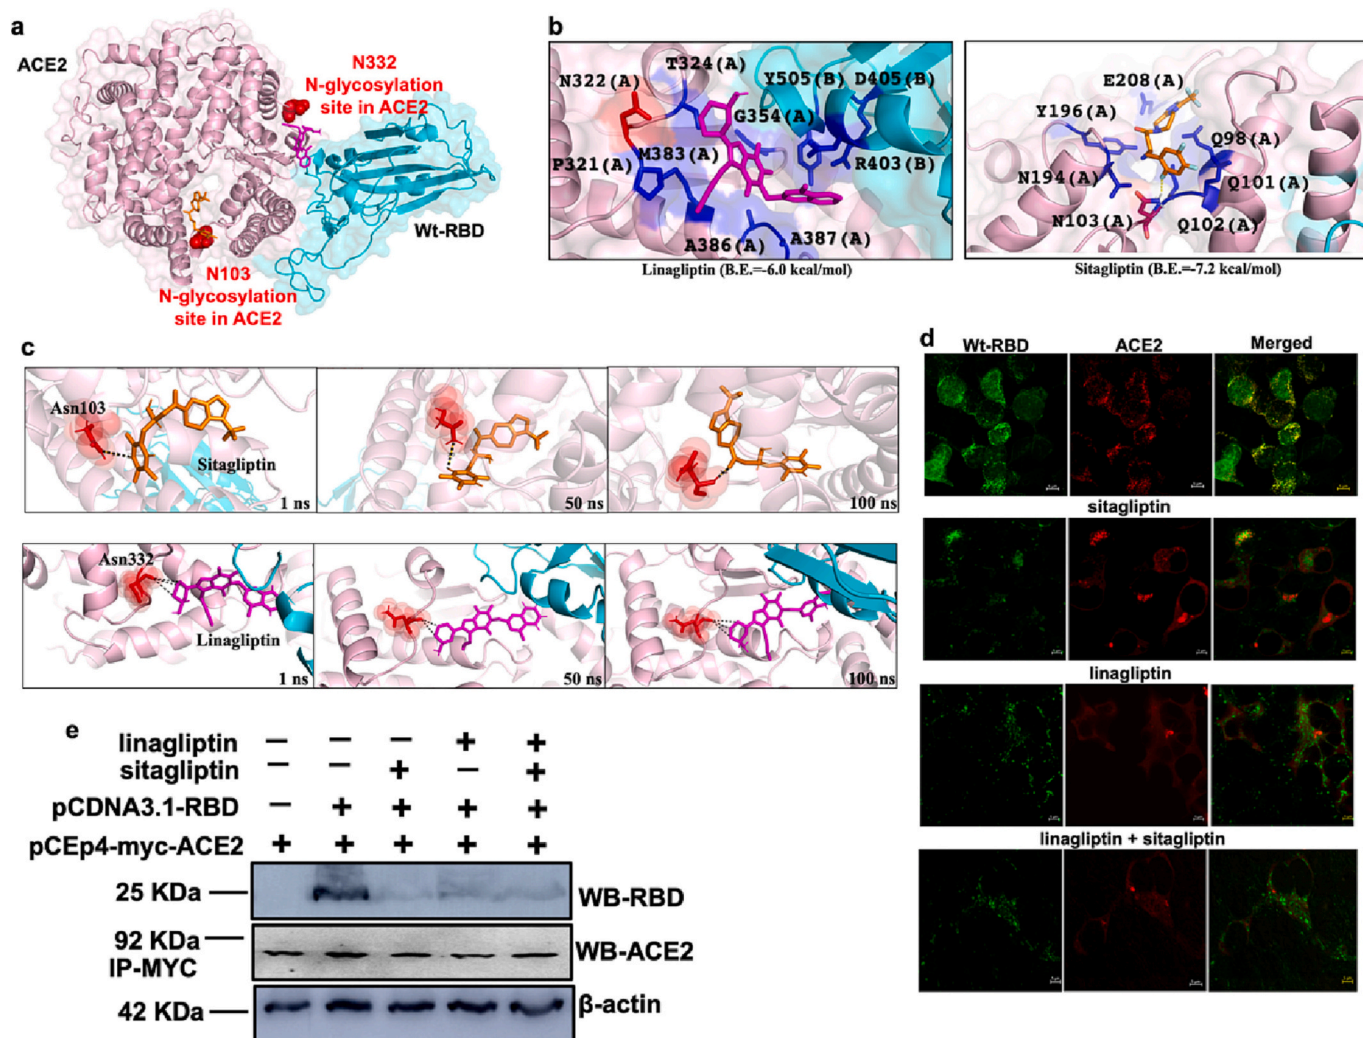 a
ACE2
N332
N-glycosylation
site in ACE2
Wt-RBD
N103
N-glycosylation
site in ACE2
b
N322(A)
T324(A)
Y505(B)
D405(B)
G354(A)
P321(A)
M383(A)
R403(B)
A386(A)
A387(A)
Linagliptin (B.E.=-6.0 kcal/mol)
E208(A)
Y196(A)
Q98(A)
N194(A)
Q101(A)
N103(A)
Q102(A)
Sitagliptin (B.E.=-7.2 kcal/mol)
c
Asn103
Sitagliptin
1 ns
50 ns
100 ns
Asn332
Linagliptin
1 ns
50 ns
100 ns
d
Wt-RBD ACE2 Merged
sitagliptin
linagliptin
linagliptin + sitagliptin
e
linagliptin – – – + +
sitagliptin – – + – +
pCDNA3.1-RBD – + + + +
pCEp4-myc-ACE2 + + + + +
25 KDa WB-RBD
92 KDa WB-ACE2
IP-MYC
42 KDa β-actin